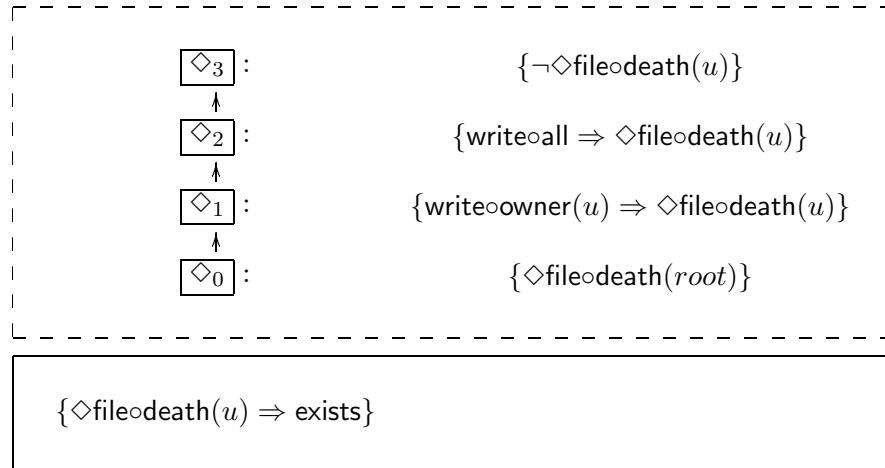 ◇₃ : {¬◇file∘death(u)}
◇₂ : {write∘all ⇒ ◇file∘death(u)}
◇₁ : {write∘owner(u) ⇒ ◇file∘death(u)}
◇₀ : {◇file∘death(root)}
{◇file∘death(u) ⇒ exists}